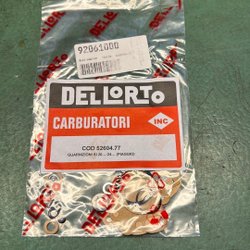 92061000
DELLORTO
CARBURATORI
INC
COD 52604.77